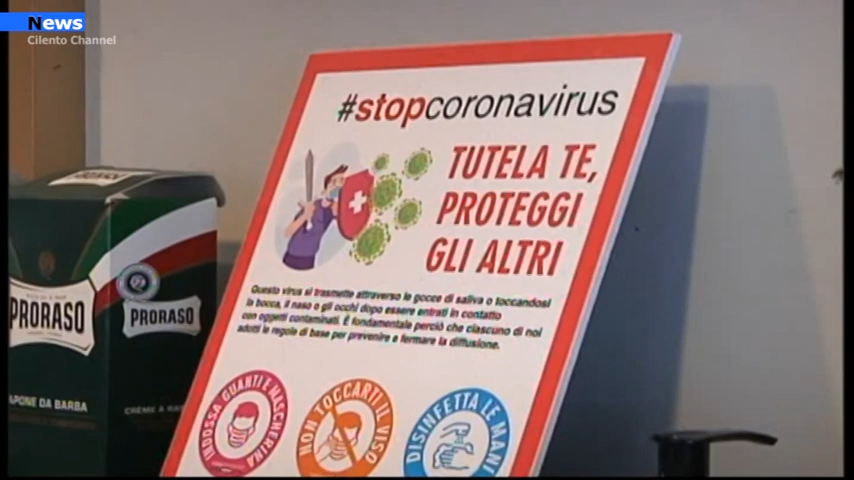 News
Cilento Channel
#stopcoronavirus
TUTELA TE,
PROTEGGI
GLI ALTRI
Questo virus si trasmette attraverso le gocce di saliva o toccandosi
la bocca, il naso o gli occhi dopo essere entrati in contatto
con oggetti contaminati. È fondamentale perciò che ciascuno di noi
adotti le regole di base per prevenire e fermare la diffusione.
INDOSSA GUANTI E MASCHERINA
NON TOCCARTI IL VISO
DISINFETTA LE MANI
PRORASO
PRORASO
SAPONE DA BARBA